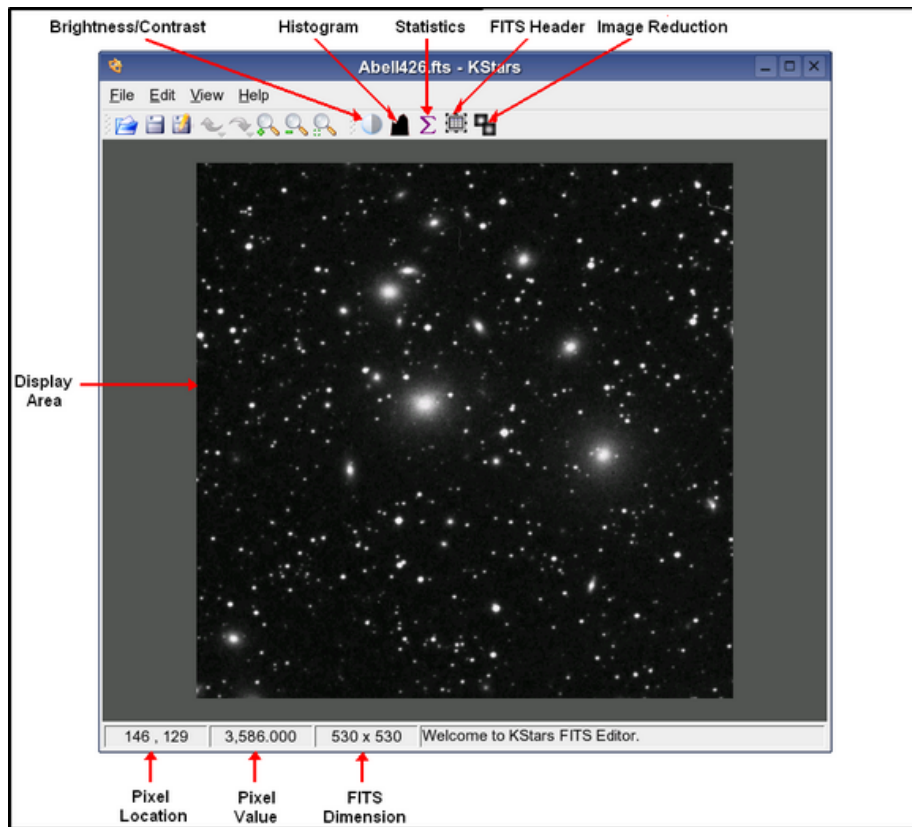 Brightness/Contrast Histogram Statistics FITS Header Image Reduction
Abell426.fts - KStars
File Edit View Help
Σ
Display
Area
146 , 129 3,586.000 530 x 530 Welcome to KStars FITS Editor.
Pixel
Location
Pixel
Value
FITS
Dimension